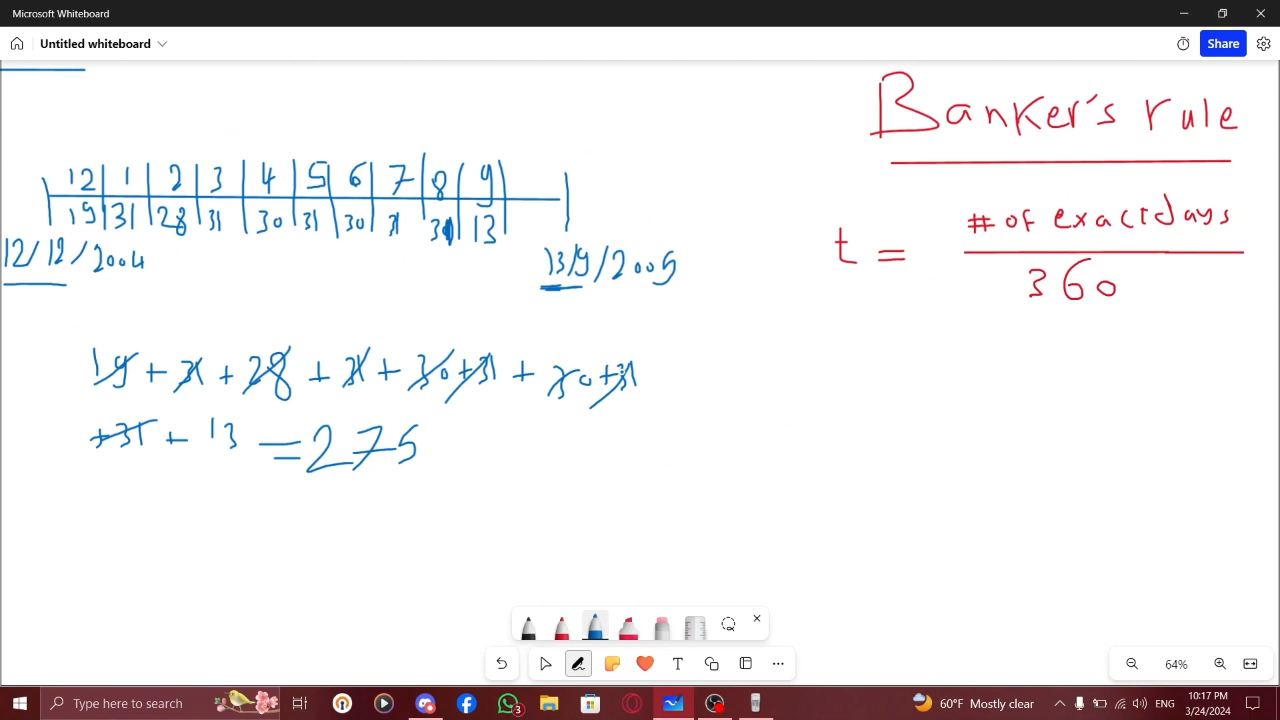 Microsoft Whiteboard
Untitled whiteboard
Share
Banker's rule
12 1 2 3 4 5 6 7 8 9
19 31 28 31 30 31 30 31 13
12/12/2004
13/9/2005
t = # of exact days
360
19 + 31 + 28 + 31 + 30 + 31 + 30 + 31
+31 + 13 = 275
64%
Type here to search
3
60°F Mostly clear
ENG
10:17 PM
3/24/2024